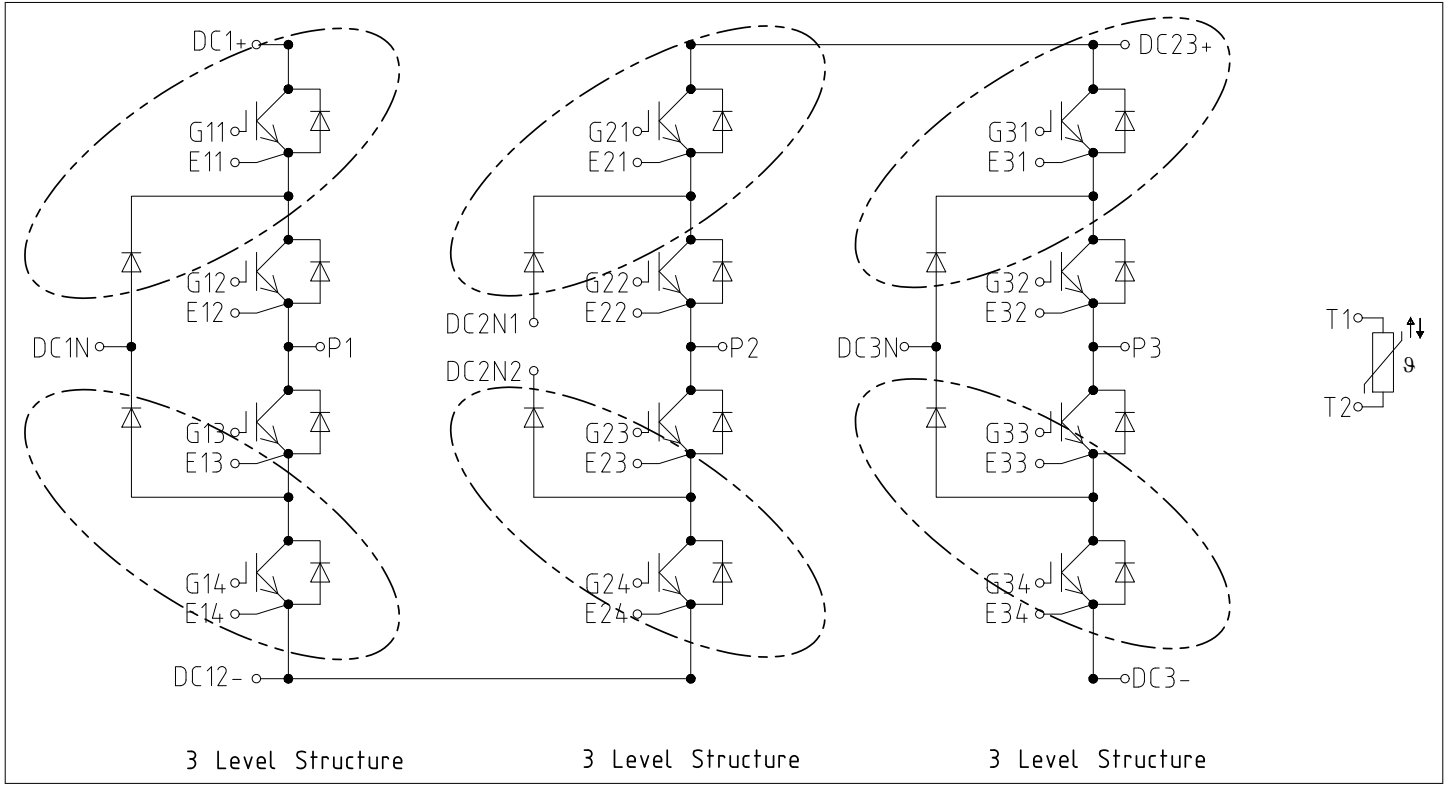 DC1+
DC23+
G11
G21
G31
E11
E21
E31
G12
G22
G32
E12
E22
E32
DC2N1
T1
DC1N
P1
P2
DC3N
P3
ϑ
DC2N2
T2
G13
G23
G33
E13
E23
E33
G14
G24
G34
E14
E24
E34
DC12-
DC3-
3 Level Structure
3 Level Structure
3 Level Structure